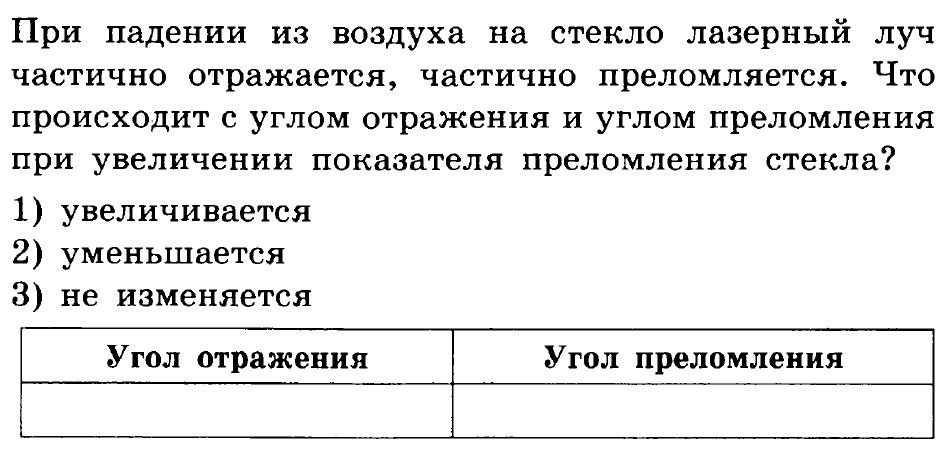 При падении из воздуха на стекло лазерный луч
частично отражается, частично преломляется. Что
происходит с углом отражения и углом преломления
при увеличении показателя преломления стекла?
1) увеличивается
2) уменьшается
3) не изменяется
Угол отражения Угол преломления